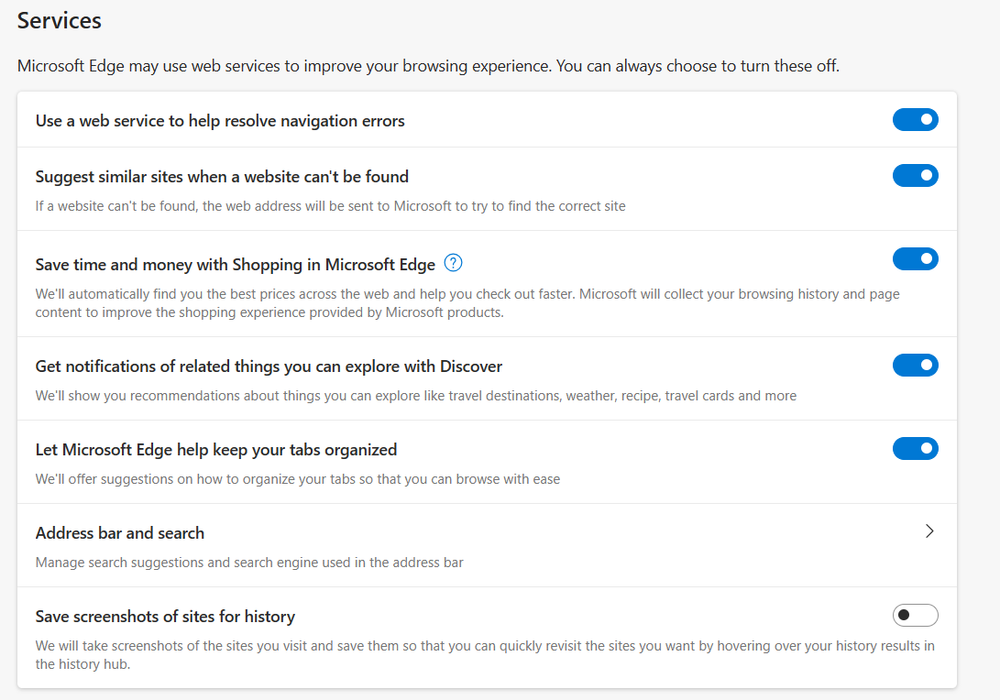 Services
Microsoft Edge may use web services to improve your browsing experience. You can always choose to turn these off.
Use a web service to help resolve navigation errors
Suggest similar sites when a website can't be found
If a website can't be found, the web address will be sent to Microsoft to try to find the correct site
Save time and money with Shopping in Microsoft Edge ?
We'll automatically find you the best prices across the web and help you check out faster. Microsoft will collect your browsing history and page
content to improve the shopping experience provided by Microsoft products.
Get notifications of related things you can explore with Discover
We'll show you recommendations about things you can explore like travel destinations, weather, recipe, travel cards and more
Let Microsoft Edge help keep your tabs organized
We'll offer suggestions on how to organize your tabs so that you can browse with ease
Address bar and search
Manage search suggestions and search engine used in the address bar
Save screenshots of sites for history
We will take screenshots of the sites you visit and save them so that you can quickly revisit the sites you want by hovering over your history results in
the history hub.